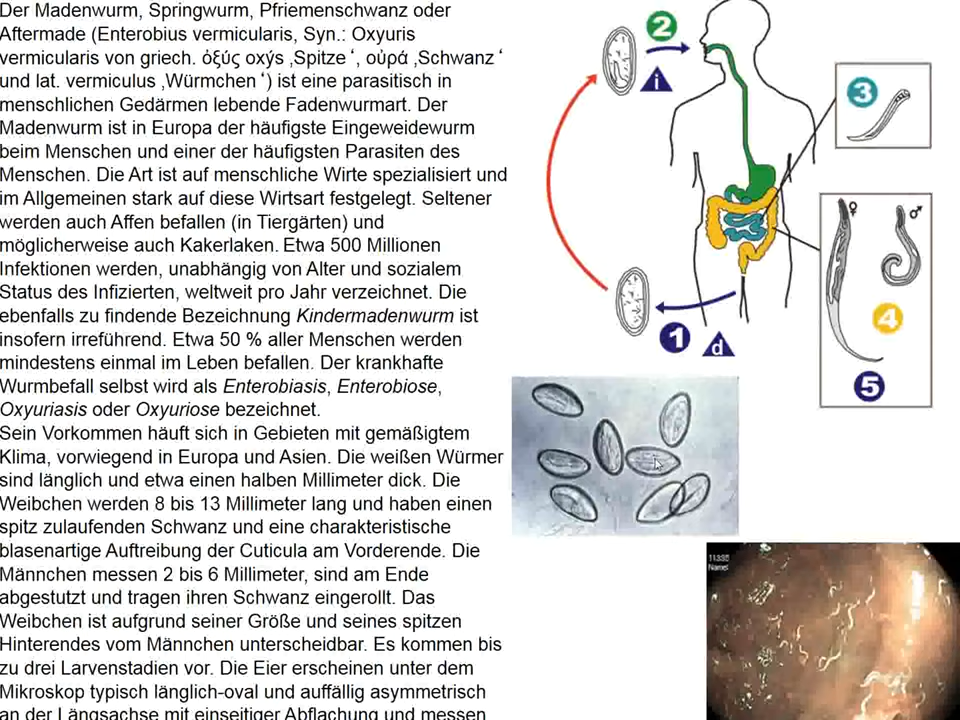 Der Madenwurm, Springwurm, Pfriemenschwanz oder
Aftermade (Enterobius vermicularis, Syn.: Oxyuris
vermicularis von griech. ὀξύς oxýs ‚Spitze‘, οὐρά ‚Schwanz‘
und lat. vermiculus ‚Würmchen‘) ist eine parasitisch in
menschlichen Gedärmen lebende Fadenwurmart. Der
Madenwurm ist in Europa der häufigste Eingeweidewurm
beim Menschen und einer der häufigsten Parasiten des
Menschen. Die Art ist auf menschliche Wirte spezialisiert und
im Allgemeinen stark auf diese Wirtsart festgelegt. Seltener
werden auch Affen befallen (in Tiergärten) und
möglicherweise auch Kakerlaken. Etwa 500 Millionen
Infektionen werden, unabhängig von Alter und sozialem
Status des Infizierten, weltweit pro Jahr verzeichnet. Die
ebenfalls zu findende Bezeichnung Kindermadenwurm ist
insofern irreführend. Etwa 50 % aller Menschen werden
mindestens einmal im Leben befallen. Der krankhafte
Wurmbefall selbst wird als Enterobiasis, Enterobiose,
Oxyuriasis oder Oxyuriose bezeichnet.
Sein Vorkommen häuft sich in Gebieten mit gemäßigtem
Klima, vorwiegend in Europa und Asien. Die weißen Würmer
sind länglich und etwa einen halben Millimeter dick. Die
Weibchen werden 8 bis 13 Millimeter lang und haben einen
spitz zulaufenden Schwanz und eine charakteristische
blasenartige Auftreibung der Cuticula am Vorderende. Die
Männchen messen 2 bis 6 Millimeter, sind am Ende
abgestutzt und tragen ihren Schwanz eingerollt. Das
Weibchen ist aufgrund seiner Größe und seines spitzen
Hinterendes vom Männchen unterscheidbar. Es kommen bis
zu drei Larvenstadien vor. Die Eier erscheinen unter dem
Mikroskop typisch länglich-oval und auffällig asymmetrisch
an der Längsachse mit einseitiger Abflachung und messen
2
i
3
♀
♂
4
5
1
d
Name: